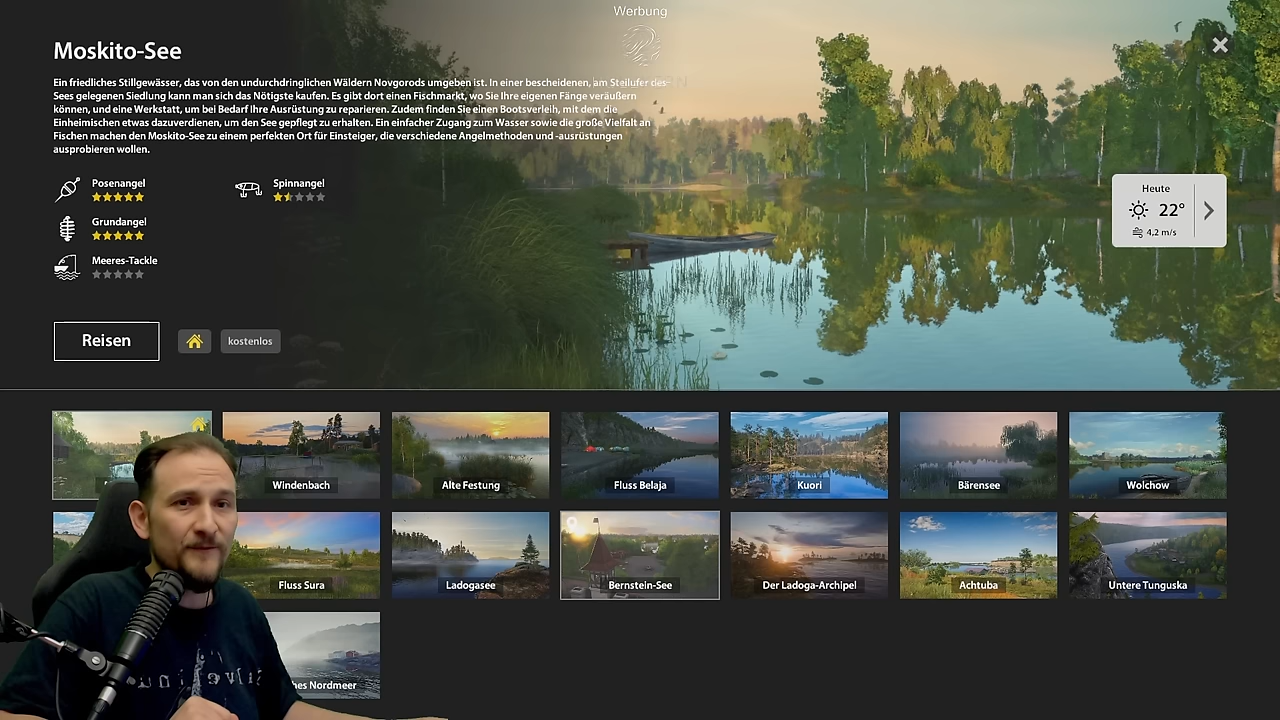 Werbung
Moskito-See
Ein friedliches Stillgewässer, das von den undurchdringlichen Wäldern Novgorods umgeben ist. In einer bescheidenen, am Steilufer des
Sees gelegenen Siedlung kann man sich das Nötigste kaufen. Es gibt dort einen Fischmarkt, wo Sie Ihre eigenen Fänge veräußern
können, und eine Werkstatt, um bei Bedarf Ihre Ausrüstung zu reparieren. Zudem finden Sie einen Bootsverleih, mit dem die
Einheimischen etwas dazuverdienen, um den See gepflegt zu erhalten. Ein einfacher Zugang zum Wasser sowie die große Vielfalt an
Fischen machen den Moskito-See zu einem perfekten Ort für Einsteiger, die verschiedene Angelmethoden und -ausrüstungen
ausprobieren wollen.
Posenangel
Spinnangel
Grundangel
Meeres-Tackle
Heute
22°
4,2 m/s
Reisen
kostenlos
Windenbach
Alte Festung
Fluss Belaja
Kuori
Bärensee
Wolchow
Fluss Sura
Ladogasee
Bernstein-See
Der Ladoga-Archipel
Achtuba
Untere Tunguska
hes Nordmeer